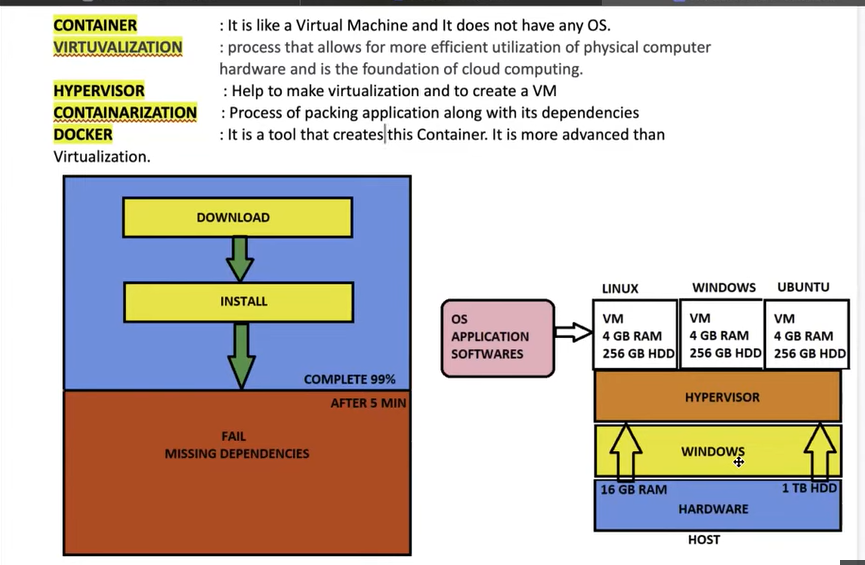 CONTAINER : It is like a Virtual Machine and It does not have any OS.
VIRTUVALIZATION : process that allows for more efficient utilization of physical computer
hardware and is the foundation of cloud computing.
HYPERVISOR : Help to make virtualization and to create a VM
CONTAINARIZATION : Process of packing application along with its dependencies
DOCKER : It is a tool that creates this Container. It is more advanced than
Virtualization.
DOWNLOAD
INSTALL
COMPLETE 99%
AFTER 5 MIN
FAIL
MISSING DEPENDENCIES
LINUX WINDOWS UBUNTU
OS
APPLICATION
SOFTWARES
VM
4 GB RAM
256 GB HDD
VM
4 GB RAM
256 GB HDD
VM
4 GB RAM
256 GB HDD
HYPERVISOR
WINDOWS
16 GB RAM 1 TB HDD
HARDWARE
HOST